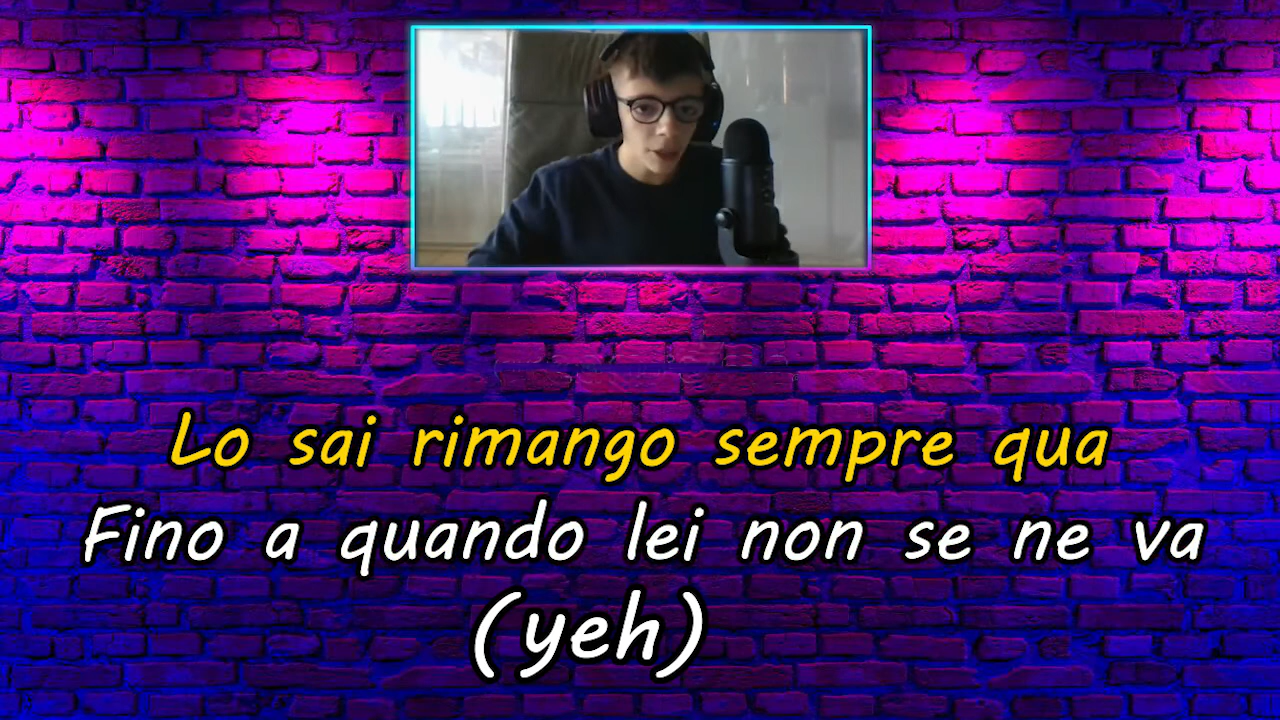 Lo sai rimango sempre qua
Fino a quando lei non se ne va
(yeh)